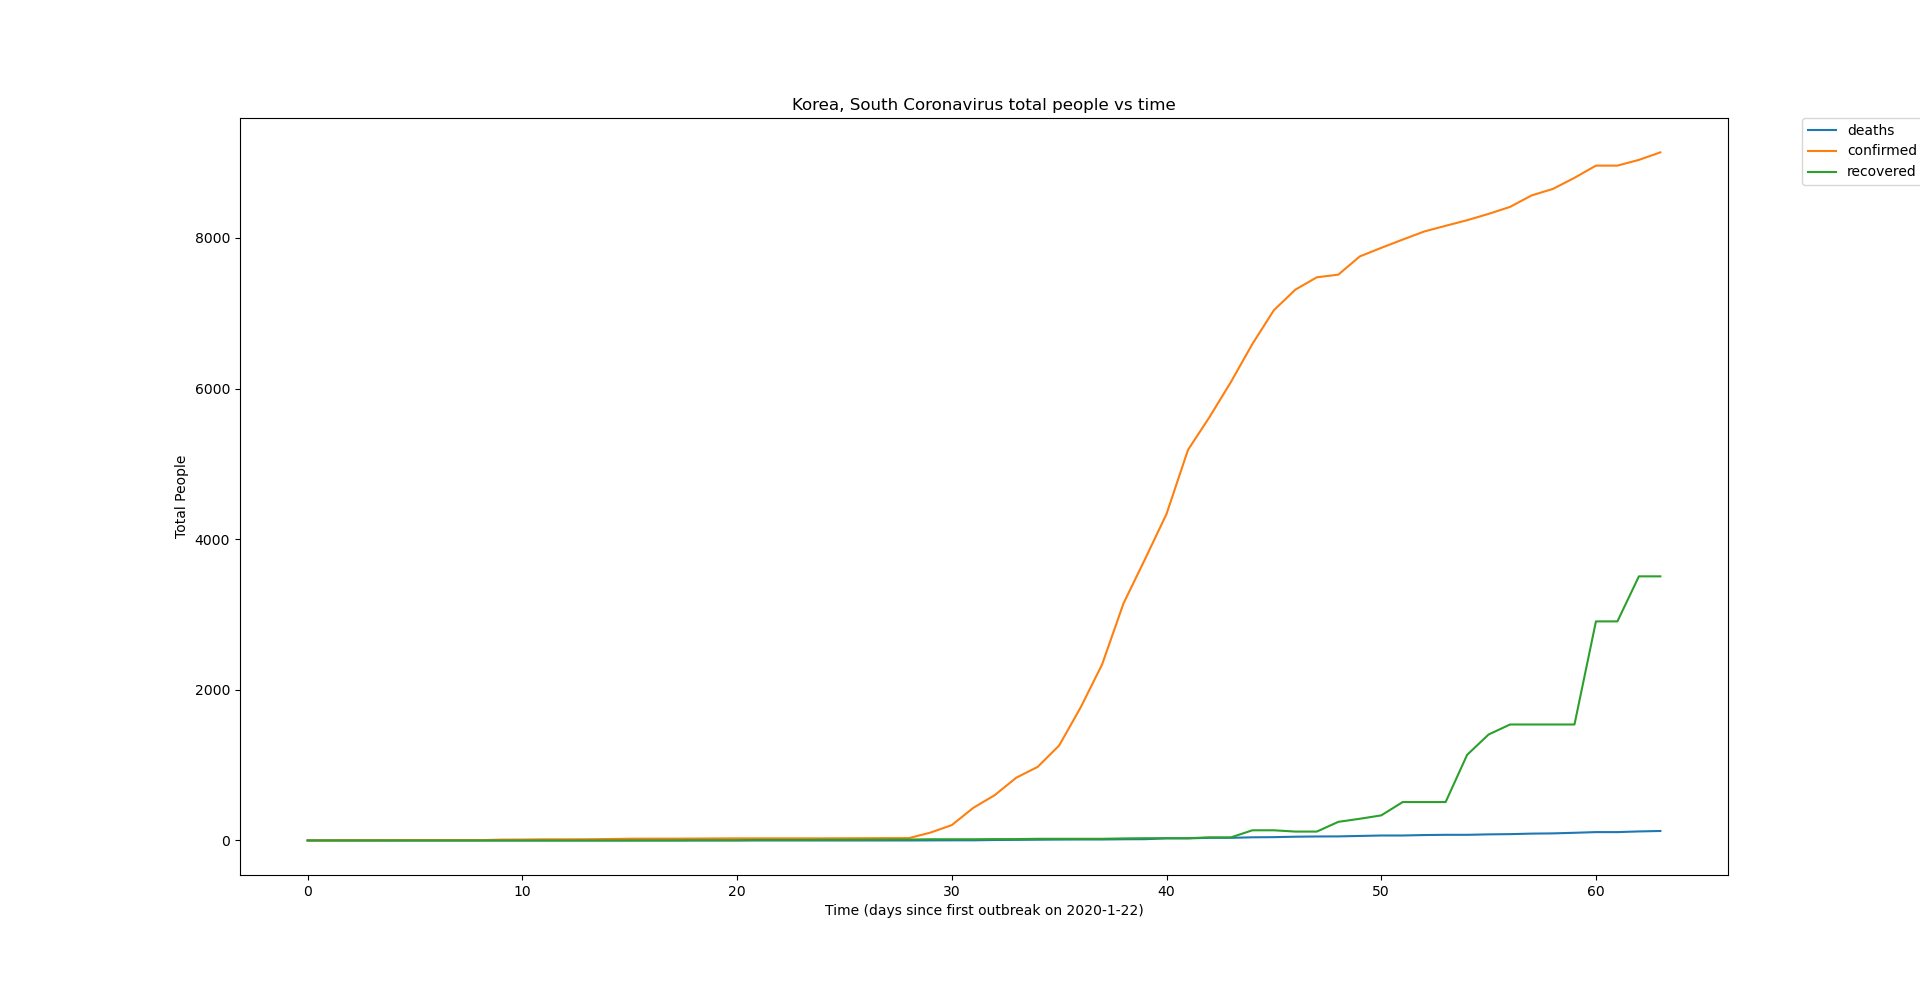 Korea, South Coronavirus total people vs time
deaths
confirmed
recovered
8000
6000
4000
2000
0
Total People
0 10 20 30 40 50 60
Time (days since first outbreak on 2020-1-22)